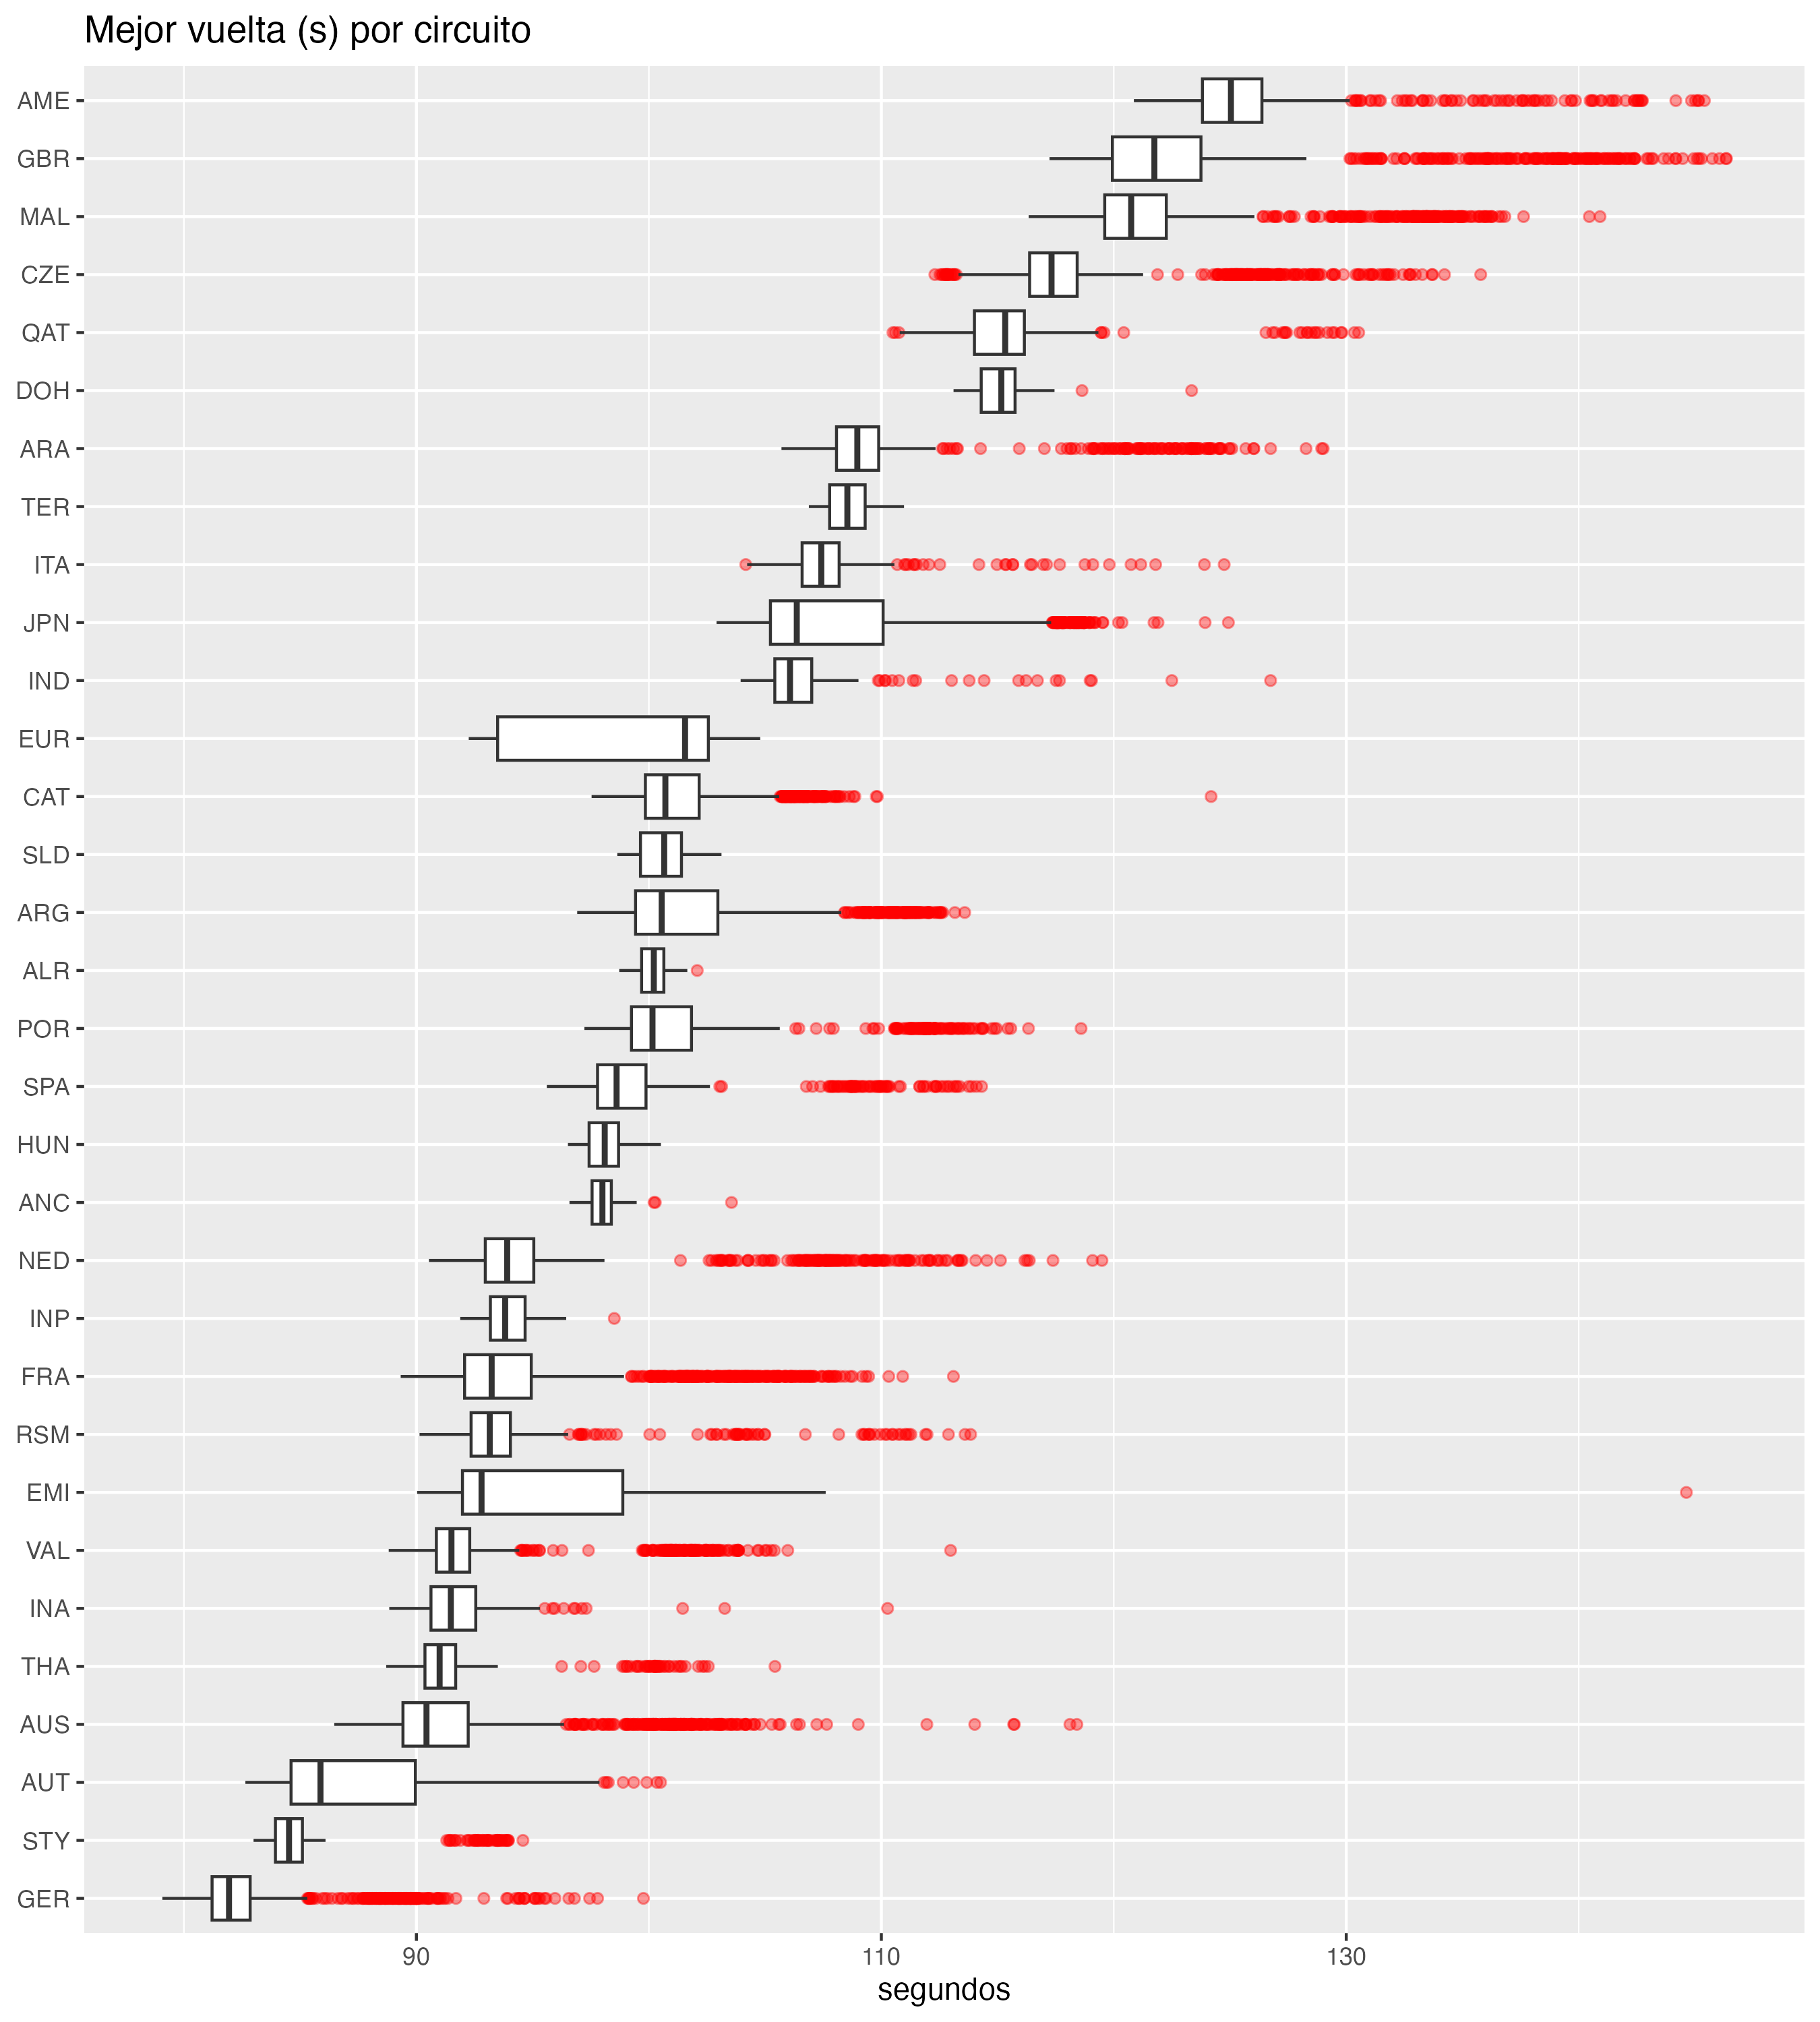 Mejor vuelta (s) por circuito
AME
GBR
MAL
CZE
QAT
DOH
ARA
TER
ITA
JPN
IND
EUR
CAT
SLD
ARG
ALR
POR
SPA
HUN
ANC
NED
INP
FRA
RSM
EMI
VAL
INA
THA
AUS
AUT
STY
GER
90 110 130
segundos